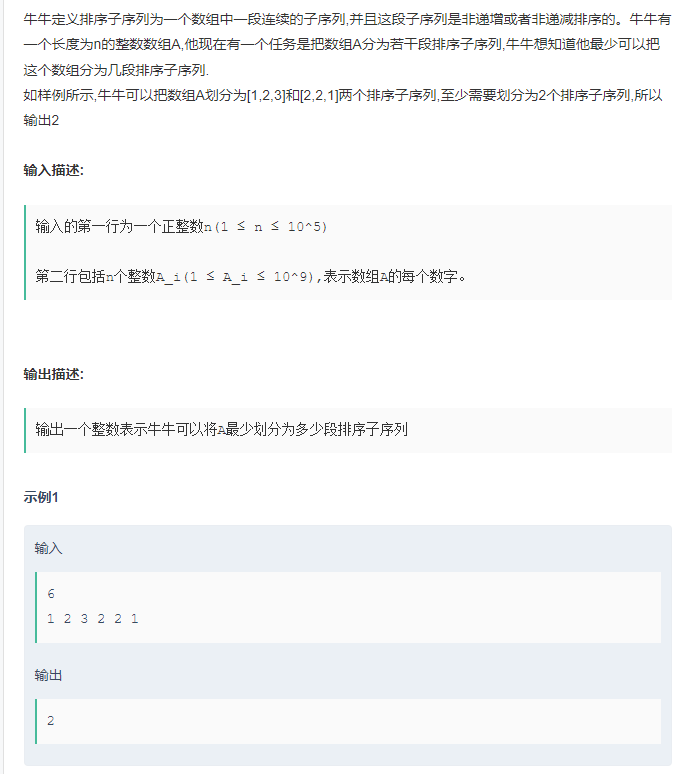 牛牛定义排序子序列为一个数组中一段连续的子序列,并且这段子序列是非递增或者非递减排序的。牛牛有
一个长度为n的整数数组A,他现在有一个任务是把数组A分为若干段排序子序列,牛牛想知道他最少可以把
这个数组分为几段排序子序列.
如样例所示,牛牛可以把数组A划分为[1,2,3]和[2,2,1]两个排序子序列,至少需要划分为2个排序子序列,所以
输出2
输入描述:
输入的第一行为一个正整数n(1 ≤ n ≤ 10^5)
第二行包括n个整数A_i(1 ≤ A_i ≤ 10^9),表示数组A的每个数字。
输出描述:
输出一个整数表示牛牛可以将A最少划分为多少段排序子序列
示例1
输入
6
1 2 3 2 2 1
输出
2